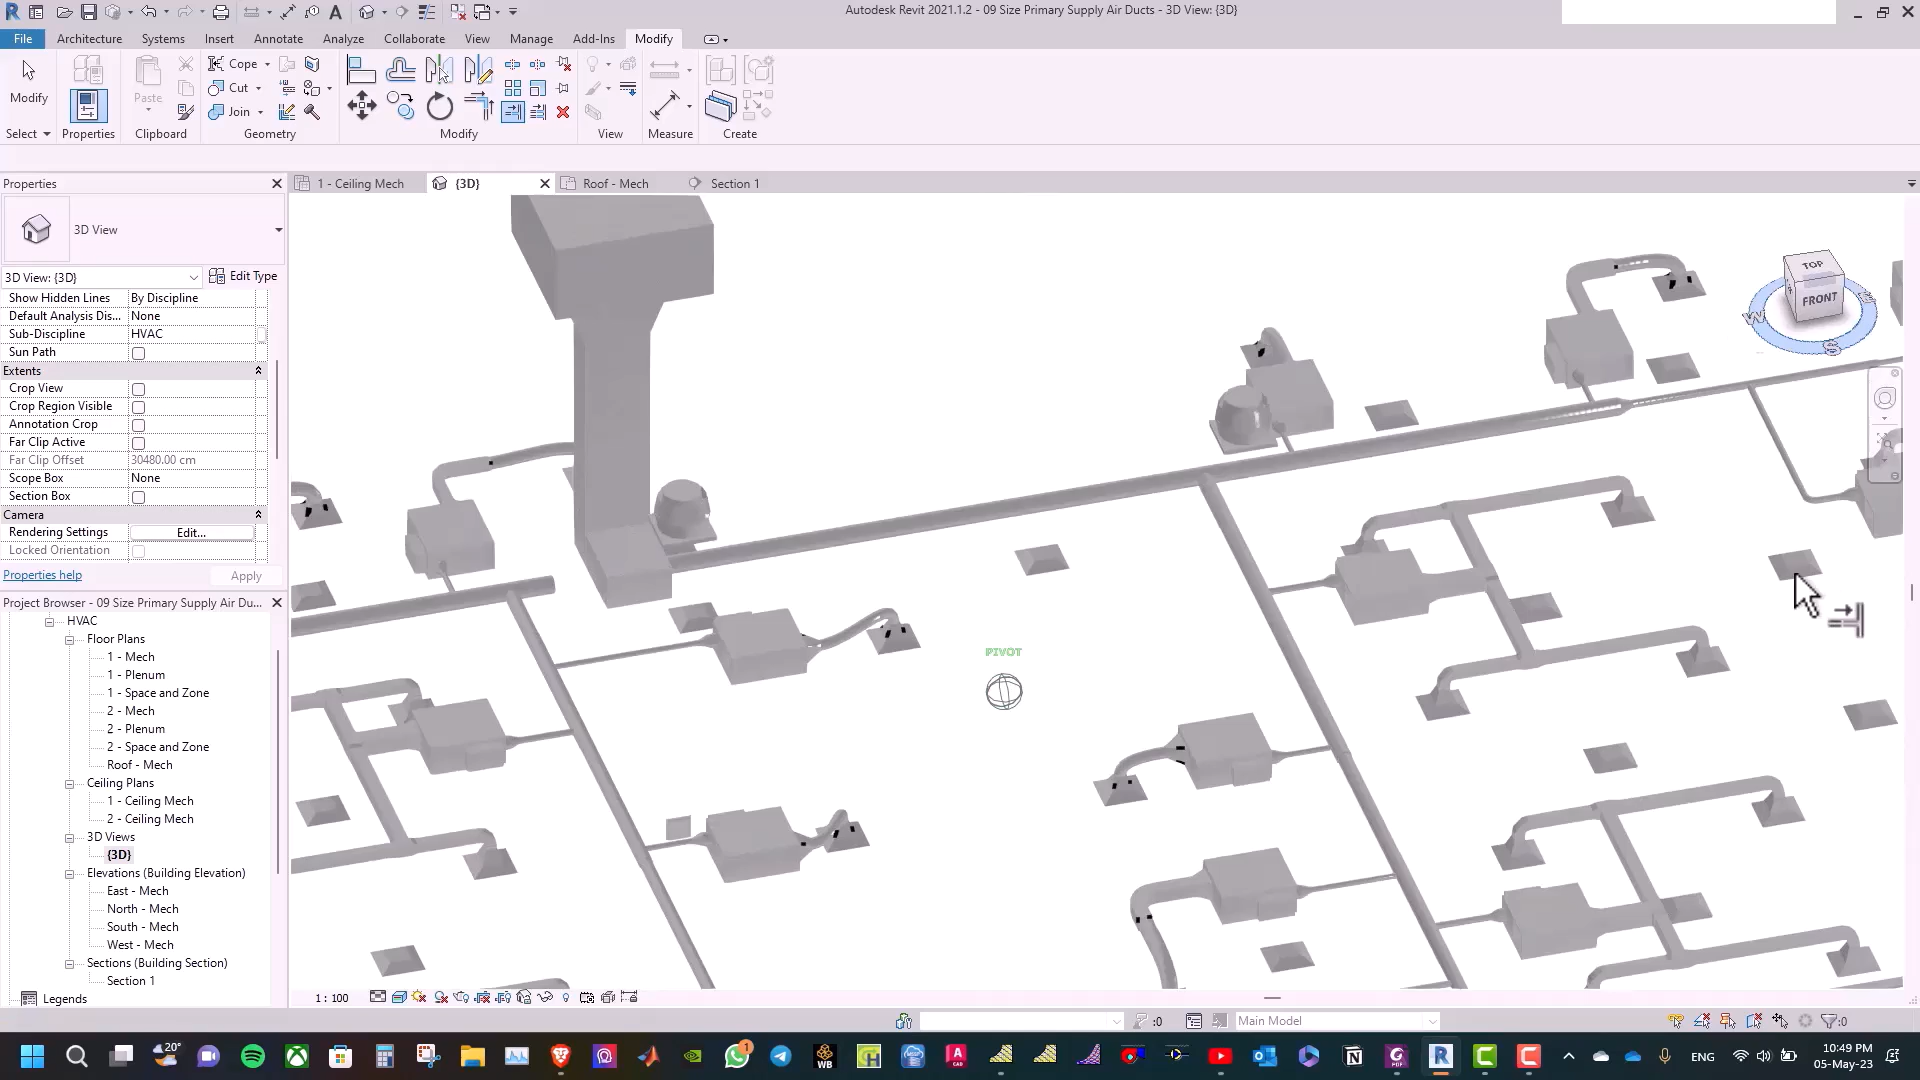 Autodesk Revit 2021.1.2 - 09 Size Primary Supply Air Ducts - 3D View: {3D}
File Architecture Systems Insert Annotate Analyze Collaborate View Manage Add-Ins Modify
Cope
Modify Paste Cut
Join
Select Properties Clipboard Geometry Modify View Measure Create
Properties
1 - Ceiling Mech {3D} Roof - Mech Section 1
3D View
3D View: {3D} Edit Type
Show Hidden Lines By Discipline
Default Analysis Dis... None
Sub-Discipline HVAC
Sun Path
Extents
Crop View
Crop Region Visible
Annotation Crop
Far Clip Active
Far Clip Offset 30480.00 cm
Scope Box None
Section Box
Camera
Rendering Settings Edit...
Locked Orientation
Properties help Apply
Project Browser - 09 Size Primary Supply Air Du...
HVAC
Floor Plans
1 - Mech
1 - Plenum
1 - Space and Zone
2 - Mech
2 - Plenum
2 - Space and Zone
Roof - Mech
Ceiling Plans
1 - Ceiling Mech
2 - Ceiling Mech
3D Views
{3D}
Elevations (Building Elevation)
East - Mech
North - Mech
South - Mech
West - Mech
Sections (Building Section)
Section 1
Legends
TOP
FRONT
W
S
PIVOT
1 : 100
:0
Main Model
:0
20°
1
WB
ENG
10:49 PM
05-May-23